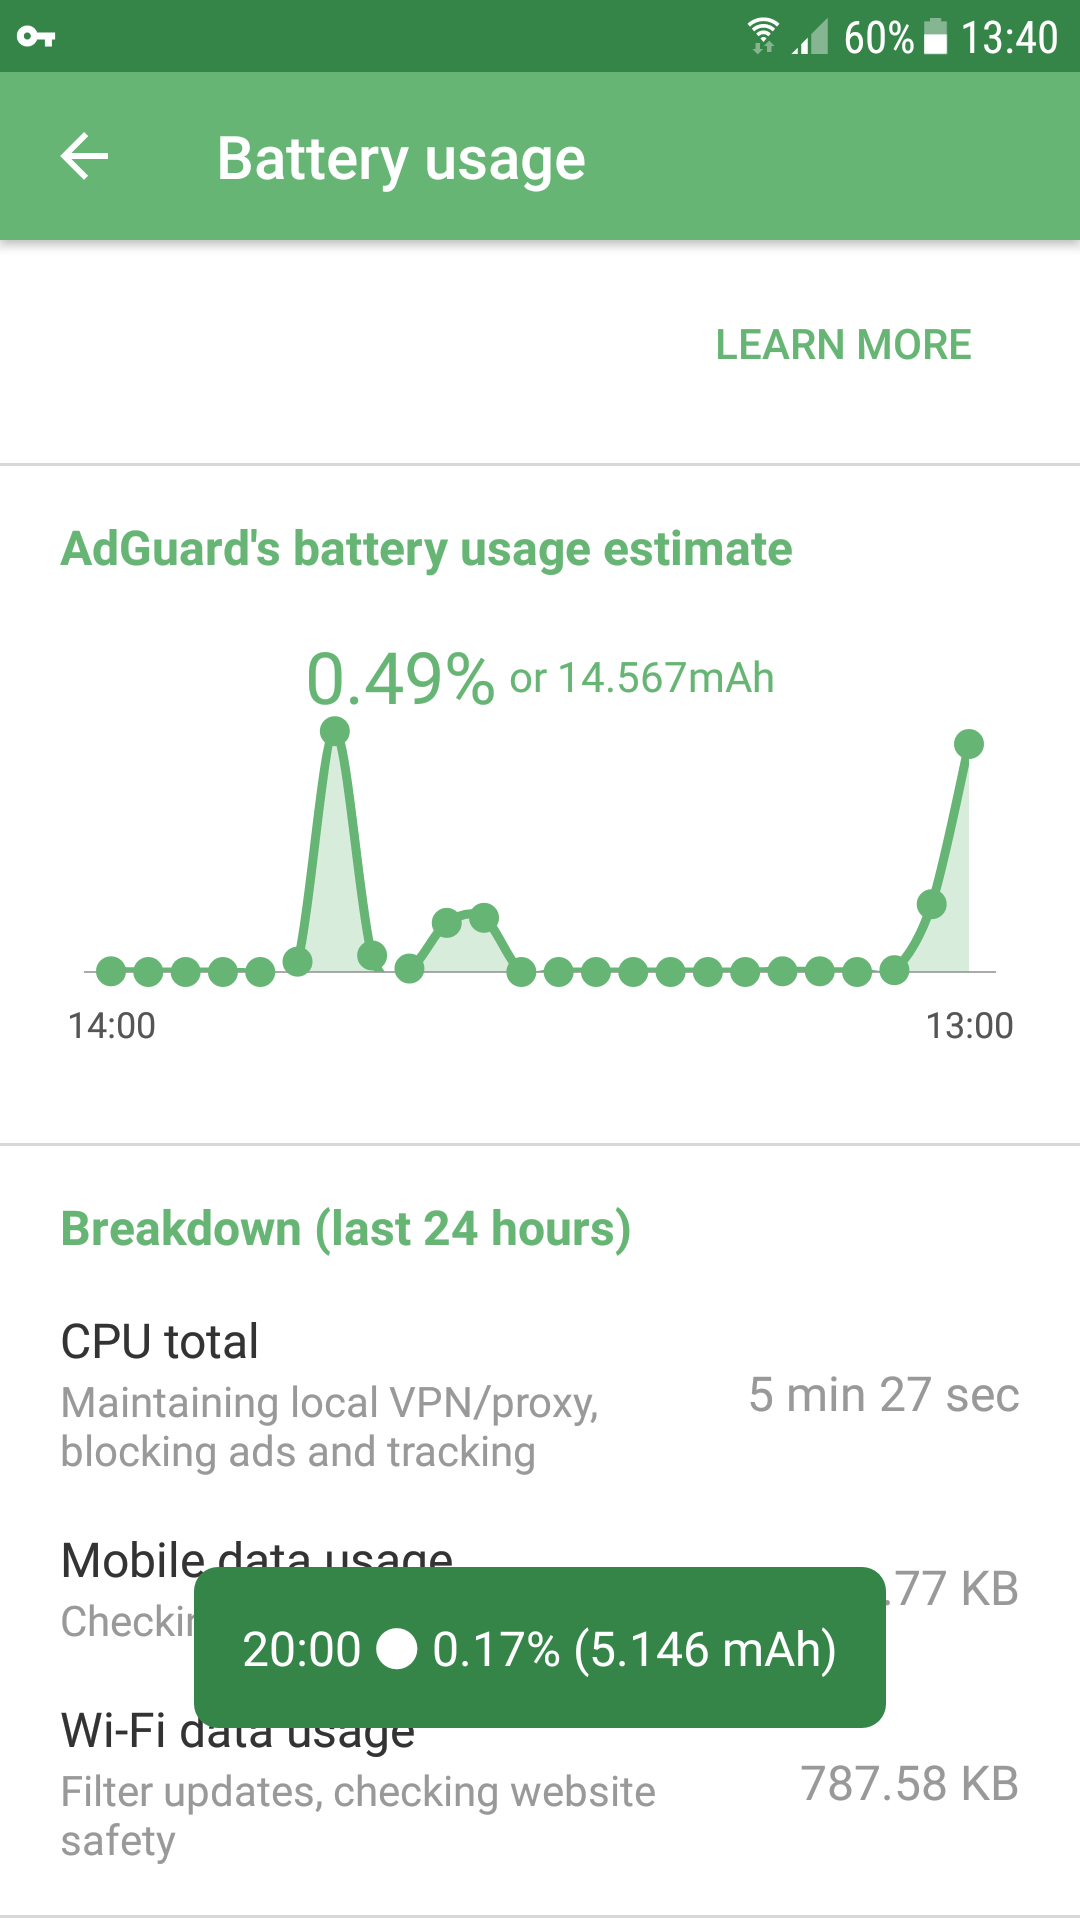 60% 13:40
Battery usage
LEARN MORE
AdGuard's battery usage estimate
0.49% or 14.567mAh
14:00 13:00
Breakdown (last 24 hours)
CPU total
Maintaining local VPN/proxy,
blocking ads and tracking
5 min 27 sec
Mobile data usage
.77 KB
20:00 0.17% (5.146 mAh)
Wi-Fi data usage
Filter updates, checking website
safety
787.58 KB